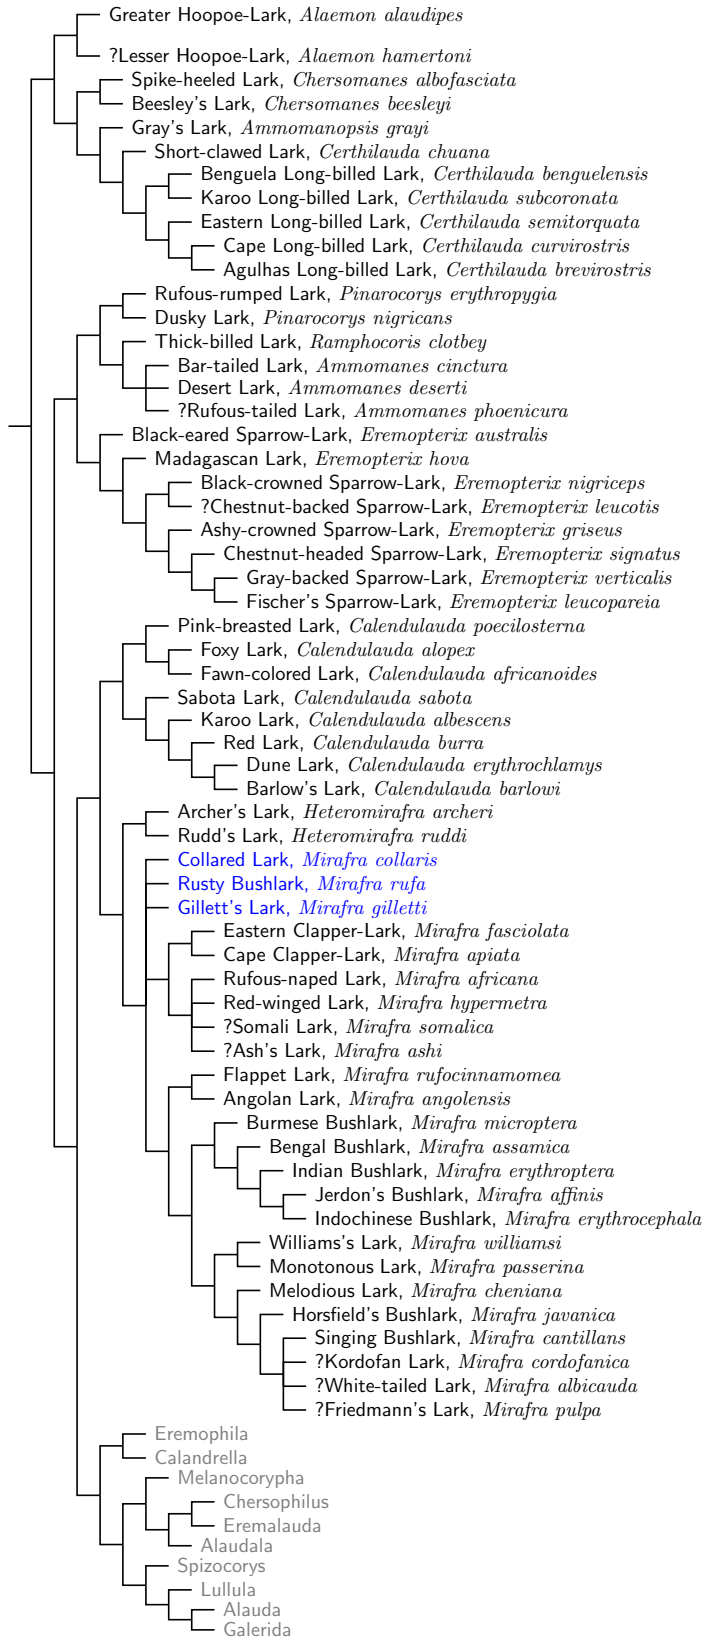 Greater Hoopoe-Lark, Alaemon alaudipes
?Lesser Hoopoe-Lark, Alaemon hamertoni
Spike-heeled Lark, Chersomanes albofasciata
Beesley's Lark, Chersomanes beesleyi
Gray's Lark, Ammomanopsis grayi
Short-clawed Lark, Certhilauda chuana
Benguela Long-billed Lark, Certhilauda benguelensis
Karoo Long-billed Lark, Certhilauda subcoronata
Eastern Long-billed Lark, Certhilauda semitorquata
Cape Long-billed Lark, Certhilauda curvirostris
Agulhas Long-billed Lark, Certhilauda brevirostris
Rufous-rumped Lark, Pinarocorys erythropygia
Dusky Lark, Pinarocorys nigricans
Thick-billed Lark, Ramphocoris clotbey
Bar-tailed Lark, Ammomanes cinctura
Desert Lark, Ammomanes deserti
?Rufous-tailed Lark, Ammomanes phoenicura
Black-eared Sparrow-Lark, Eremopterix australis
Madagascan Lark, Eremopterix hova
Black-crowned Sparrow-Lark, Eremopterix nigriceps
?Chestnut-backed Sparrow-Lark, Eremopterix leucotis
Ashy-crowned Sparrow-Lark, Eremopterix griseus
Chestnut-headed Sparrow-Lark, Eremopterix signatus
Gray-backed Sparrow-Lark, Eremopterix verticalis
Fischer's Sparrow-Lark, Eremopterix leucopareia
Pink-breasted Lark, Calendulauda poecilosterna
Foxy Lark, Calendulauda alopex
Fawn-colored Lark, Calendulauda africanoides
Sabota Lark, Calendulauda sabota
Karoo Lark, Calendulauda albescens
Red Lark, Calendulauda burra
Dune Lark, Calendulauda erythrochlamys
Barlow's Lark, Calendulauda barlowi
Archer's Lark, Heteromirafra archeri
Rudd's Lark, Heteromirafra ruddi
Collared Lark, Mirafra collaris
Rusty Bushlark, Mirafra rufa
Gillett's Lark, Mirafra gilletti
Eastern Clapper-Lark, Mirafra fasciolata
Cape Clapper-Lark, Mirafra apiata
Rufous-naped Lark, Mirafra africana
Red-winged Lark, Mirafra hypermetra
?Somali Lark, Mirafra somalica
?Ash's Lark, Mirafra ashi
Flappet Lark, Mirafra rufocinnamomea
Angolan Lark, Mirafra angolensis
Burmese Bushlark, Mirafra microptera
Bengal Bushlark, Mirafra assamica
Indian Bushlark, Mirafra erythroptera
Jerdon's Bushlark, Mirafra affinis
Indochinese Bushlark, Mirafra erythrocephala
Williams's Lark, Mirafra williamsi
Monotonous Lark, Mirafra passerina
Melodious Lark, Mirafra cheniana
Horsfield's Bushlark, Mirafra javanica
Singing Bushlark, Mirafra cantillans
?Kordofan Lark, Mirafra cordofanica
?White-tailed Lark, Mirafra albicauda
?Friedmann's Lark, Mirafra pulpa
Eremophila
Calandrella
Melanocorypha
Chersophilus
Eremalauda
Alaudala
Spizocorys
Lullula
Alauda
Galerida